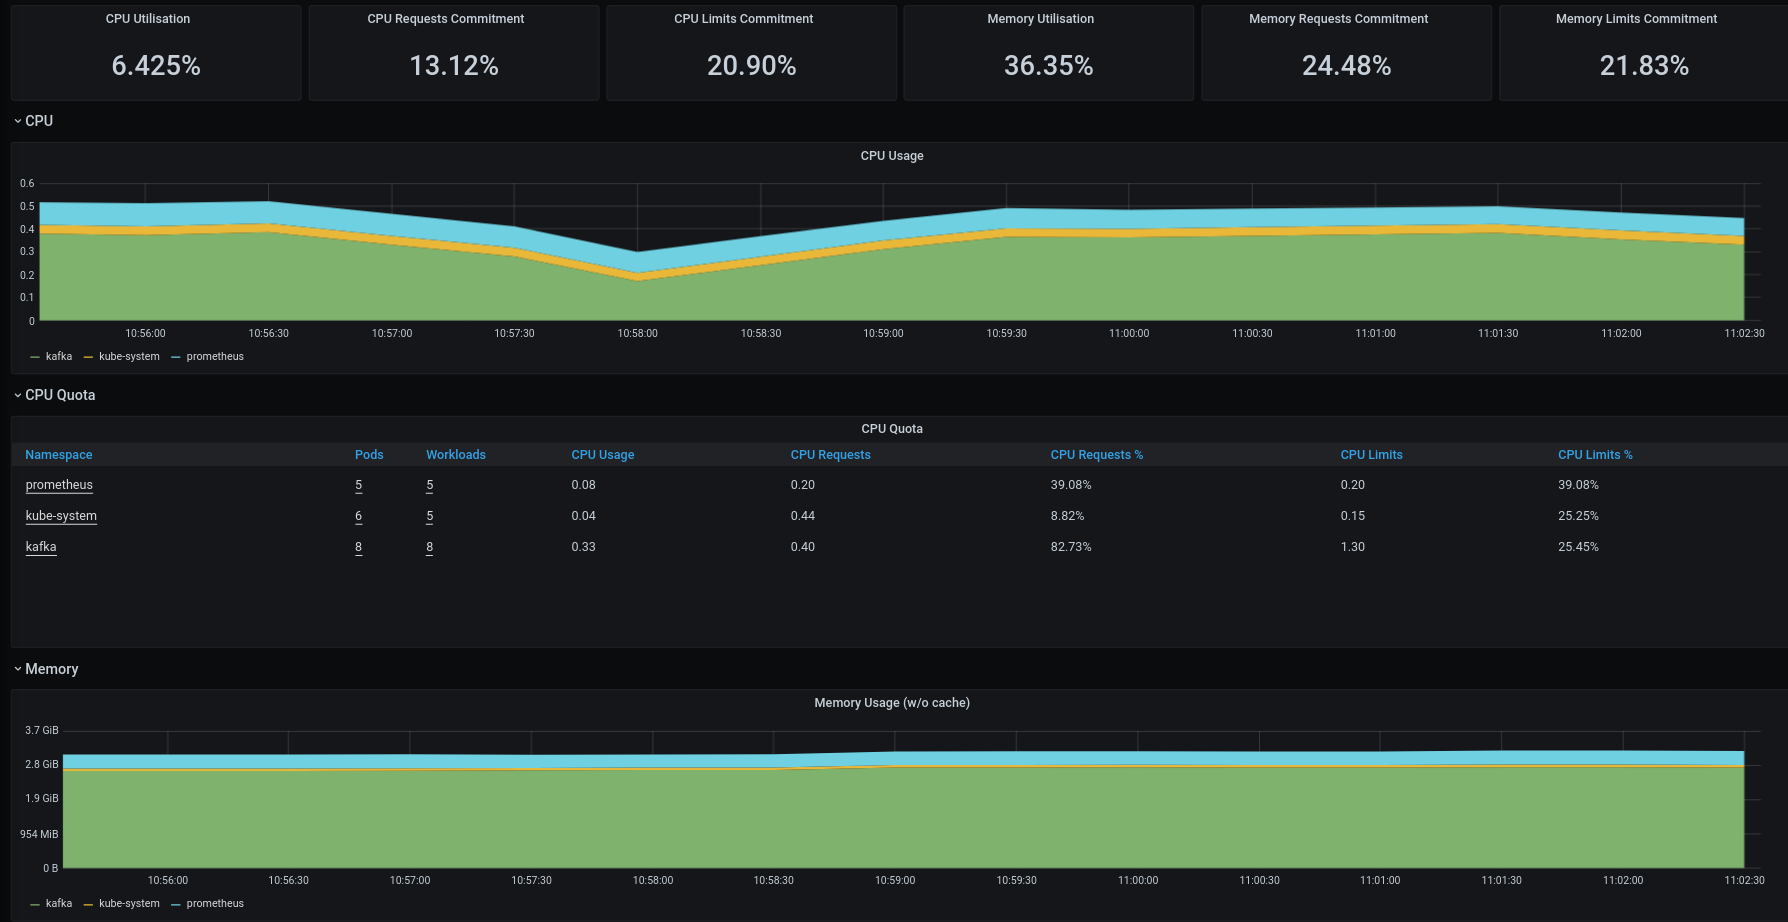 CPU Utilisation CPU Requests Commitment CPU Limits Commitment Memory Utilisation Memory Requests Commitment Memory Limits Commitment
6.425% 13.12% 20.90% 36.35% 24.48% 21.83%
CPU
CPU Usage
0.6
0.5
0.4
0.3
0.2
0.1
0
10:56:00 10:56:30 10:57:00 10:57:30 10:58:00 10:58:30 10:59:00 10:59:30 11:00:00 11:00:30 11:01:00 11:01:30 11:02:00 11:02:30
kafka kube-system prometheus
CPU Quota
CPU Quota
Namespace Pods Workloads CPU Usage CPU Requests CPU Requests % CPU Limits CPU Limits %
prometheus 5 5 0.08 0.20 39.08% 0.20 39.08%
kube-system 6 5 0.04 0.44 8.82% 0.15 25.25%
kafka 8 8 0.33 0.40 82.73% 1.30 25.45%
Memory
Memory Usage (w/o cache)
3.7 GiB
2.8 GiB
1.9 GiB
954 MiB
0 B
10:56:00 10:56:30 10:57:00 10:57:30 10:58:00 10:58:30 10:59:00 10:59:30 11:00:00 11:00:30 11:01:00 11:01:30 11:02:00 11:02:30
kafka kube-system prometheus